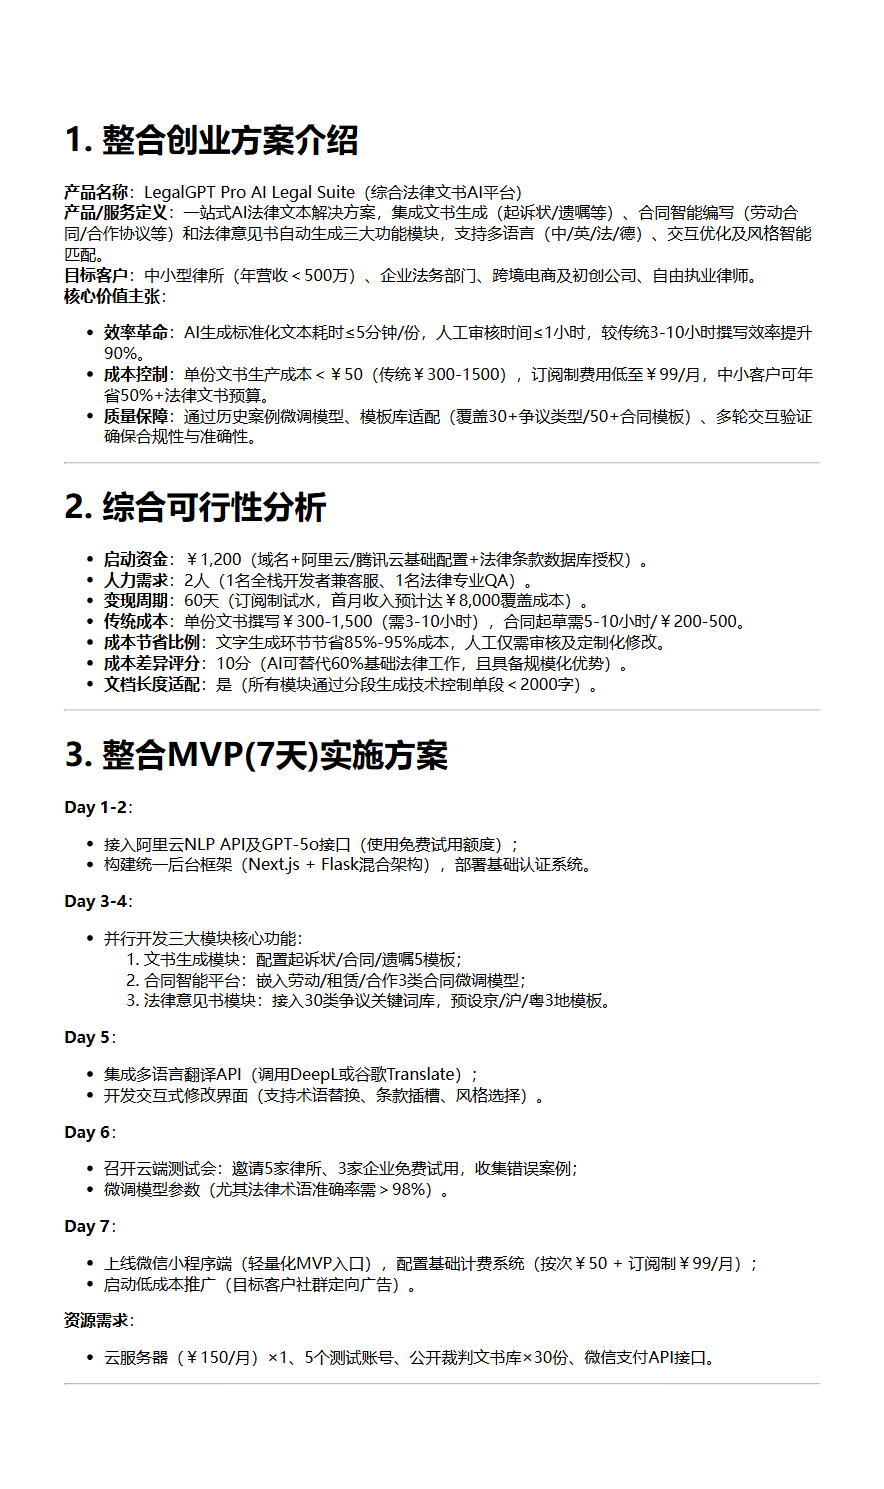 1. 整合创业方案介绍
产品名称：LegalGPT Pro AI Legal Suite（综合法律文书AI平台）
产品/服务定义：一站式AI法律文本解决方案，集成文书生成（起诉状/遗嘱等）、合同智能编写（劳动合
同/合作协议等）和法律意见书自动生成三大功能模块，支持多语言（中/英/法/德）、交互优化及风格智能
匹配。
目标客户：中小型律所（年营收＜500万）、企业法务部门、跨境电商及初创公司、自由执业律师。
核心价值主张：
• 效率革命：AI生成标准化文本耗时≤5分钟/份，人工审核时间≤1小时，较传统3-10小时撰写效率提升
90%。
• 成本控制：单份文书生产成本＜￥50（传统￥300-1500），订阅制费用低至￥99/月，中小客户可年
省50%+法律文书预算。
• 质量保障：通过历史案例微调模型、模板库适配（覆盖30+争议类型/50+合同模板）、多轮交互验证
确保合规性与准确性。
2. 综合可行性分析
• 启动资金：￥1,200（域名+阿里云/腾讯云基础配置+法律条款数据库授权）。
• 人力需求：2人（1名全栈开发者兼客服、1名法律专业QA）。
• 变现周期：60天（订阅制试水，首月收入预计达￥8,000覆盖成本）。
• 传统成本：单份文书撰写￥300-1,500（需3-10小时），合同起草需5-10小时/￥200-500。
• 成本节省比例：文字生成环节节省85%-95%成本，人工仅需审核及定制化修改。
• 成本差异评分：10分（AI可替代60%基础法律工作，且具备规模化优势）。
• 文档长度适配：是（所有模块通过分段生成技术控制单段＜2000字）。
3. 整合MVP(7天)实施方案
Day 1-2：
• 接入阿里云NLP API及GPT-5o接口（使用免费试用额度）；
• 构建统一后台框架（Next.js + Flask混合架构），部署基础认证系统。
Day 3-4：
• 并行开发三大模块核心功能：
1. 文书生成模块：配置起诉状/合同/遗嘱5模板；
2. 合同智能平台：嵌入劳动/租赁/合作3类合同微调模型；
3. 法律意见书模块：接入30类争议关键词库，预设京/沪/粤3地模板。
Day 5：
• 集成多语言翻译API（调用DeepL或谷歌Translate）；
• 开发交互式修改界面（支持术语替换、条款插槽、风格选择）。
Day 6：
• 召开云端测试会：邀请5家律所、3家企业免费试用，收集错误案例；
• 微调模型参数（尤其法律术语准确率需＞98%）。
Day 7：
• 上线微信小程序端（轻量化MVP入口），配置基础计费系统（按次￥50 + 订阅制￥99/月）；
• 启动低成本推广（目标客户社群定向广告）。
资源需求：
• 云服务器（￥150/月）×1、5个测试账号、公开裁判文书库×30份、微信支付API接口。